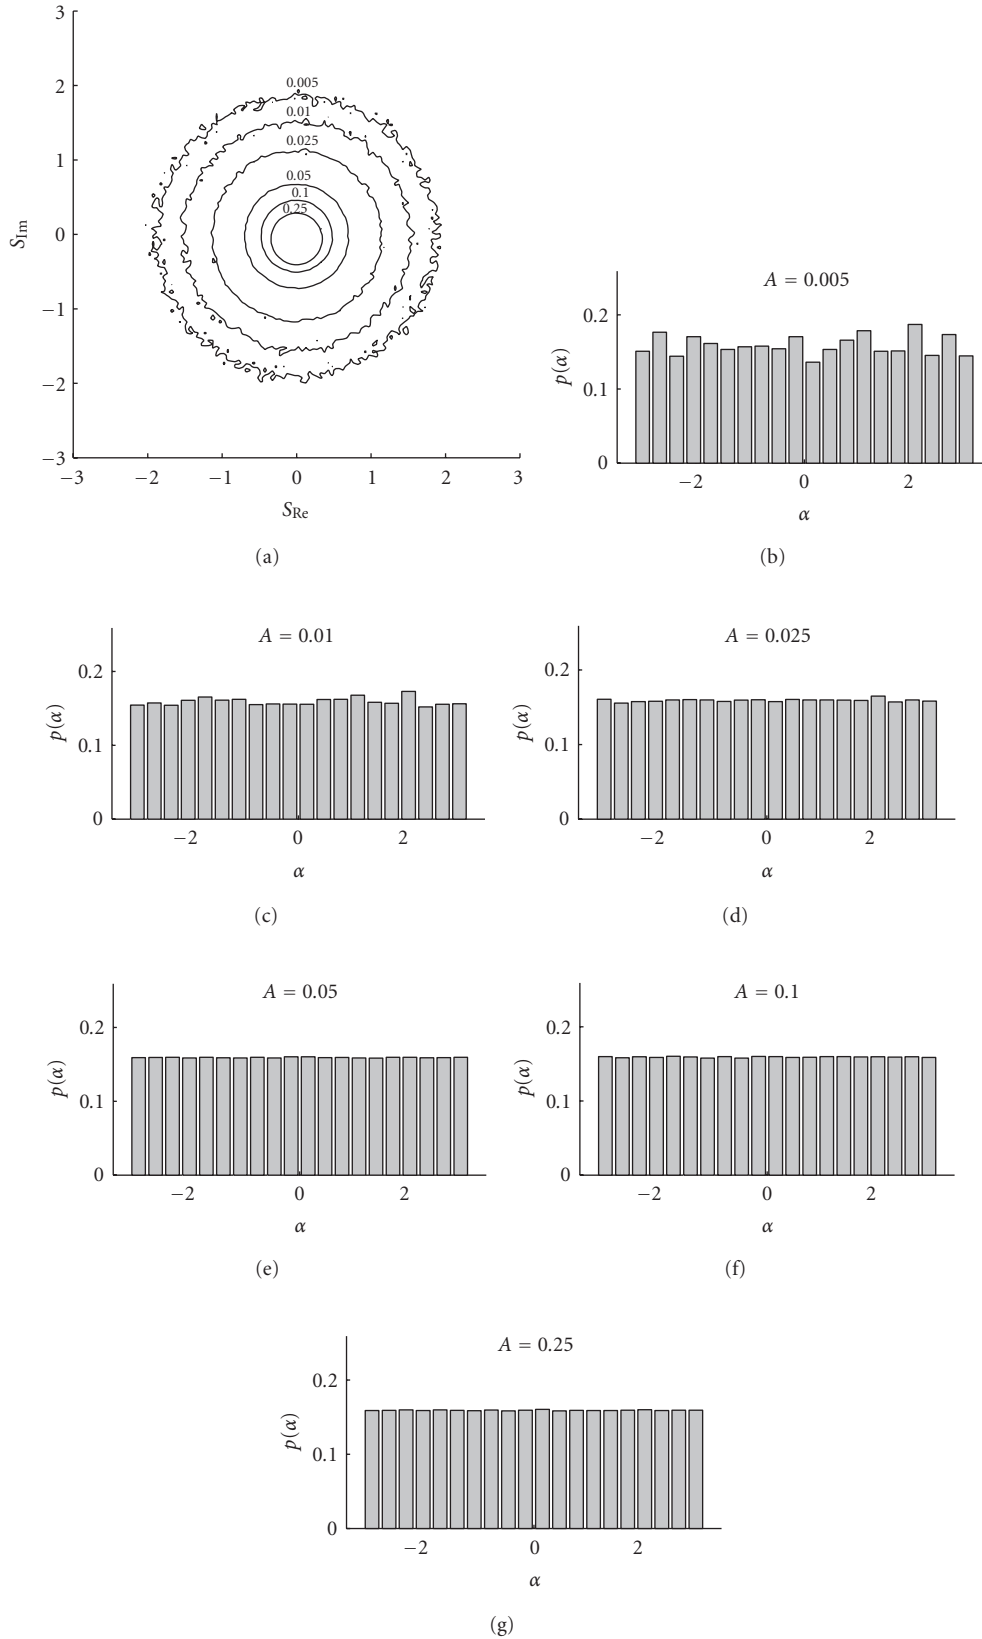 3
2
1
0
−1
−2
−3
S_Im
0.005
0.01
0.025
0.05
0.1
0.25
−3 −2 −1 0 1 2 3
S_Re
(a)
A = 0.005
0.2
0.1
0
p(α)
−2 0 2
α
(b)
A = 0.01
0.2
0.1
0
p(α)
−2 0 2
α
(c)
A = 0.025
0.2
0.1
0
p(α)
−2 0 2
α
(d)
A = 0.05
0.2
0.1
0
p(α)
−2 0 2
α
(e)
A = 0.1
0.2
0.1
0
p(α)
−2 0 2
α
(f)
A = 0.25
0.2
0.1
0
p(α)
−2 0 2
α
(g)